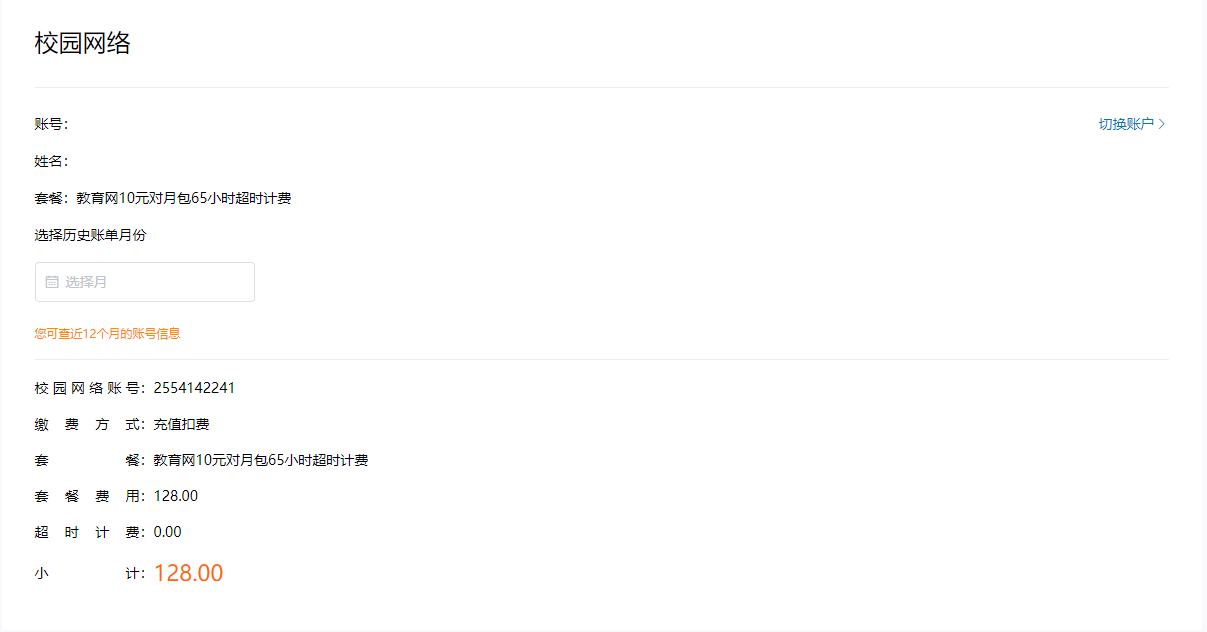 校园网络
账号：
切换账户
姓名：
套餐：教育网10元对月包65小时超时计费
选择历史账单月份
选择月
您可查近12个月的账号信息
校园网络账号：2554142241
缴费方式：充值扣费
套餐：教育网10元对月包65小时超时计费
套餐费用：128.00
超时计费：0.00
小计：128.00